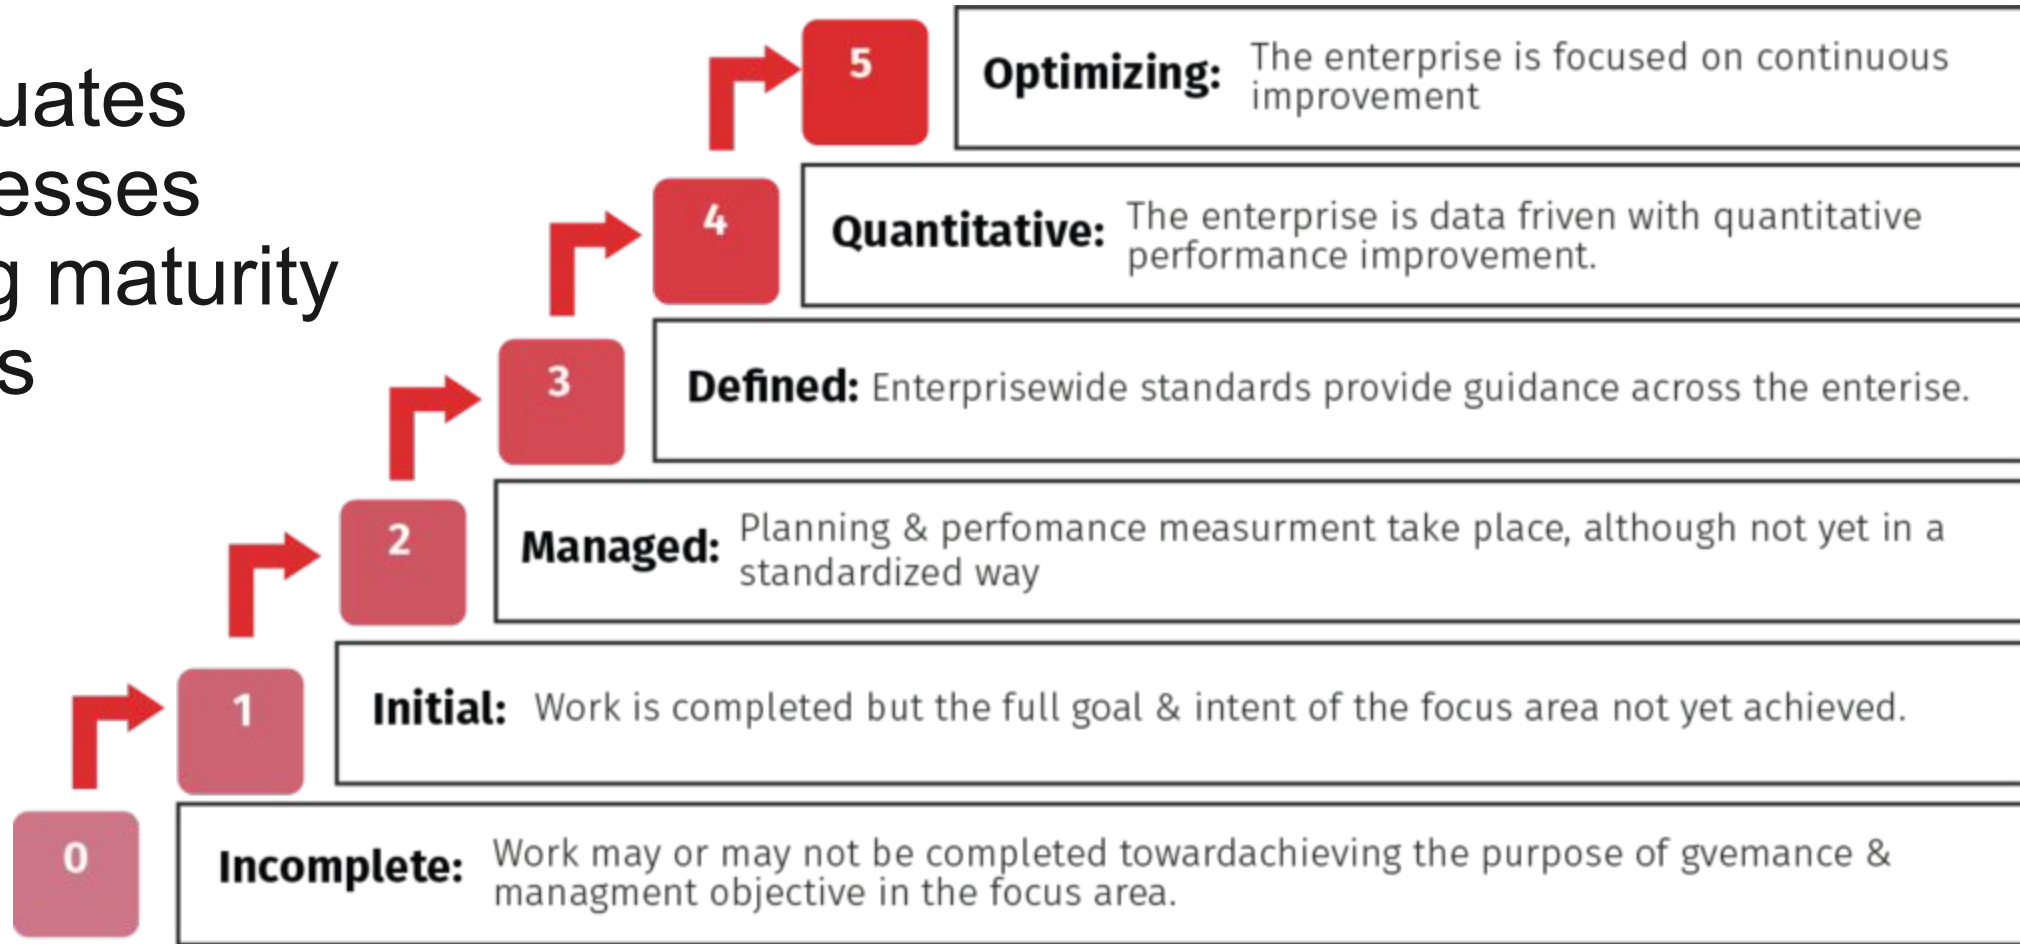 uates
esses
g maturity
s
5
Optimizing: The enterprise is focused on continuous
improvement
4
Quantitative: The enterprise is data friven with quantitative
performance improvement.
3
Defined: Enterprisewide standards provide guidance across the enterise.
2
Managed: Planning & perfomance measurment take place, although not yet in a
standardized way
1
Initial: Work is completed but the full goal & intent of the focus area not yet achieved.
0
Incomplete: Work may or may not be completed towardachieving the purpose of gvemance &
managment objective in the focus area.